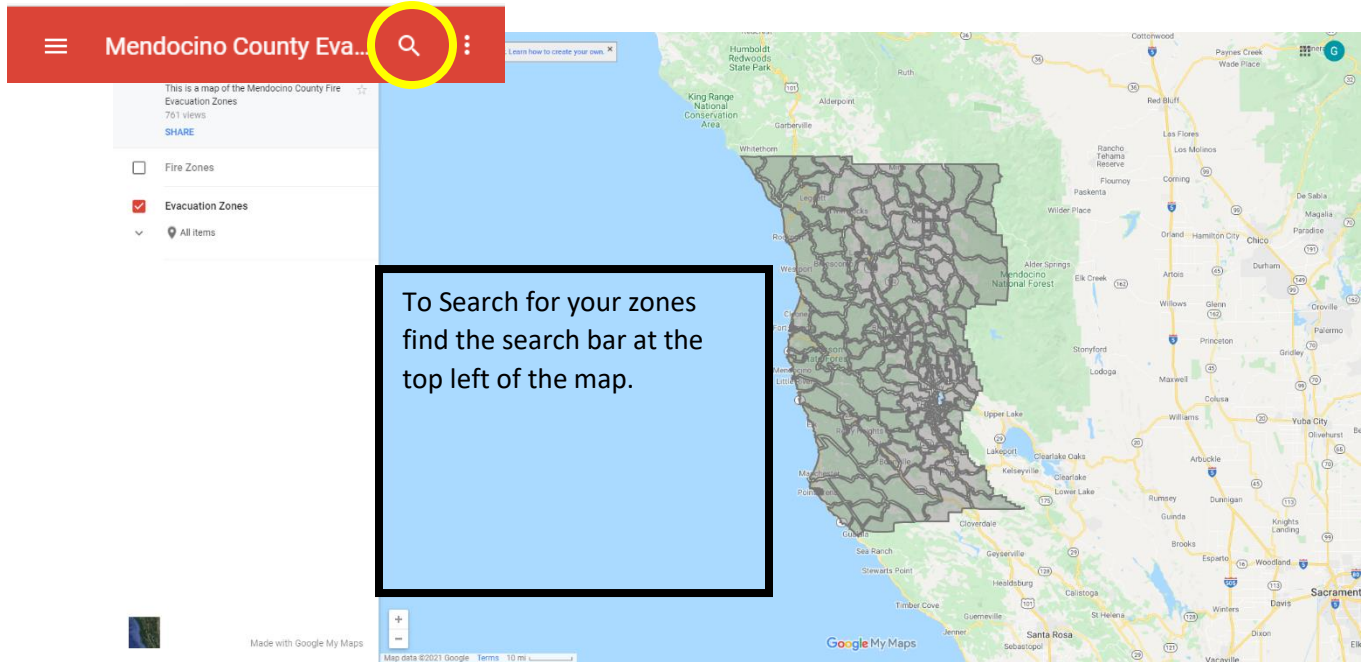 Mendocino County Eva...
Learn how to create your own.
This is a map of the Mendocino County Fire
Evacuation Zones
761 views
SHARE
Fire Zones
Evacuation Zones
All items
To Search for your zones
find the search bar at the
top left of the map.
Made with Google My Maps
Map data ©2021 Google Terms 10 mi
Google My Maps
G
Humboldt
Redwoods
State Park
Ruth
Cottonwood
Paynes Creek
Wade Place
King Range
National
Conservation
Area
Alderpoint
Garberville
Whitethorn
Red Bluff
Las Flores
Los Molinos
Rancho
Tehama
Reserve
Flournoy
Corning
Paskenta
Wilder Place
De Sabla
Magalia
Paradise
Orland
Hamilton City
Chico
Durham
Alder Springs
Mendocino
National Forest
Elk Creek
Artois
Willows
Glenn
Oroville
Palermo
Princeton
Gridley
Stonyford
Lodoga
Maxwell
Colusa
Williams
Yuba City
Olivehurst
Upper Lake
Lakeport
Clearlake Oaks
Kelseyville
Clearlake
Lower Lake
Arbuckle
Rumsey
Dunnigan
Guinda
Knights
Landing
Brooks
Esparto
Woodland
Cloverdale
Sea Ranch
Geyserville
Stewarts Point
Healdsburg
Calistoga
Timber Cove
Guerneville
St Helena
Winters
Davis
Sacrament
Jenner
Santa Rosa
Sebastopol
Dixon
Vacaville